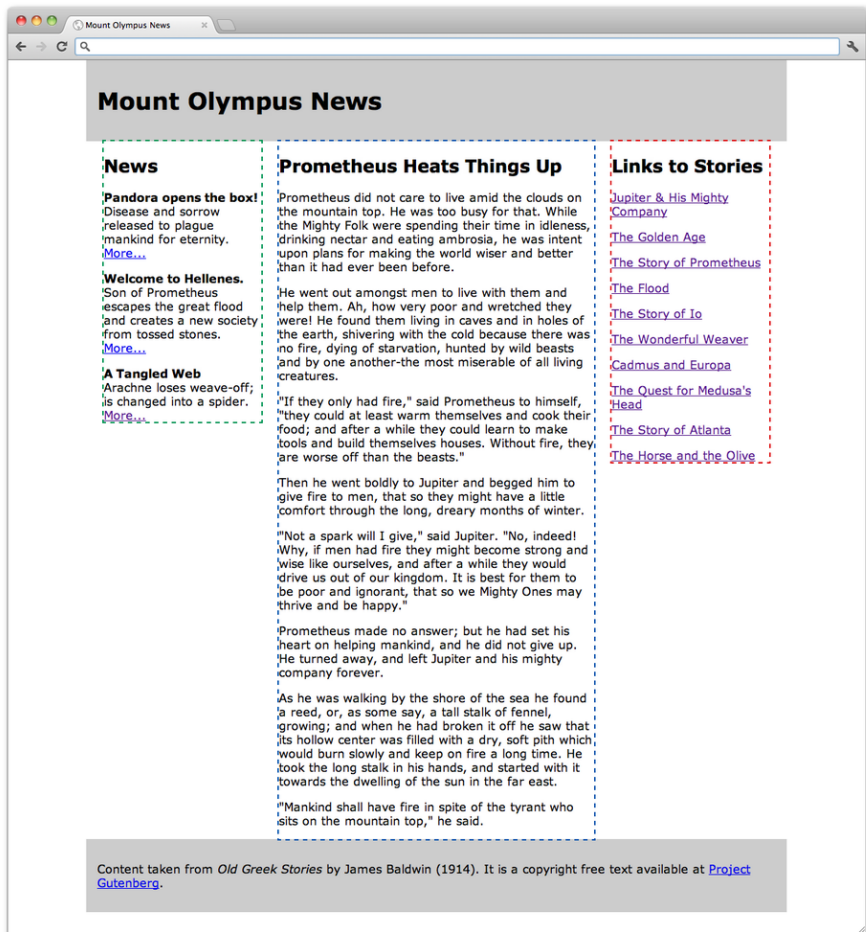 Mount Olympus News
Mount Olympus News
News
Pandora opens the box!
Disease and sorrow
released to plague
mankind for eternity.
More...
Welcome to Hellenes.
Son of Prometheus
escapes the great flood
and creates a new society
from tossed stones.
More...
A Tangled Web
Arachne loses weave-off;
is changed into a spider.
More...
Prometheus Heats Things Up
Prometheus did not care to live amid the clouds on
the mountain top. He was too busy for that. While
the Mighty Folk were spending their time in idleness,
drinking nectar and eating ambrosia, he was intent
upon plans for making the world wiser and better
than it had ever been before.
He went out amongst men to live with them and
help them. Ah, how very poor and wretched they
were! He found them living in caves and in holes of
the earth, shivering with the cold because there was
no fire, dying of starvation, hunted by wild beasts
and by one another-the most miserable of all living
creatures.
"If they only had fire," said Prometheus to himself,
"they could at least warm themselves and cook their
food; and after a while they could learn to make
tools and build themselves houses. Without fire, they
are worse off than the beasts."
Then he went boldly to Jupiter and begged him to
give fire to men, that so they might have a little
comfort through the long, dreary months of winter.
"Not a spark will I give," said Jupiter. "No, indeed!
Why, if men had fire they might become strong and
wise like ourselves, and after a while they would
drive us out of our kingdom. It is best for them to
be poor and ignorant, that so we Mighty Ones may
thrive and be happy."
Prometheus made no answer; but he had set his
heart on helping mankind, and he did not give up.
He turned away, and left Jupiter and his mighty
company forever.
As he was walking by the shore of the sea he found
a reed, or, as some say, a tall stalk of fennel,
growing; and when he had broken it off he saw that
its hollow center was filled with a dry, soft pith which
would burn slowly and keep on fire a long time. He
took the long stalk in his hands, and started with it
towards the dwelling of the sun in the far east.
"Mankind shall have fire in spite of the tyrant who
sits on the mountain top," he said.
Links to Stories
Jupiter & His Mighty
Company
The Golden Age
The Story of Prometheus
The Flood
The Story of Io
The Wonderful Weaver
Cadmus and Europa
The Quest for Medusa's
Head
The Story of Atlanta
The Horse and the Olive
Content taken from Old Greek Stories by James Baldwin (1914). It is a copyright free text available at Project
Gutenberg.